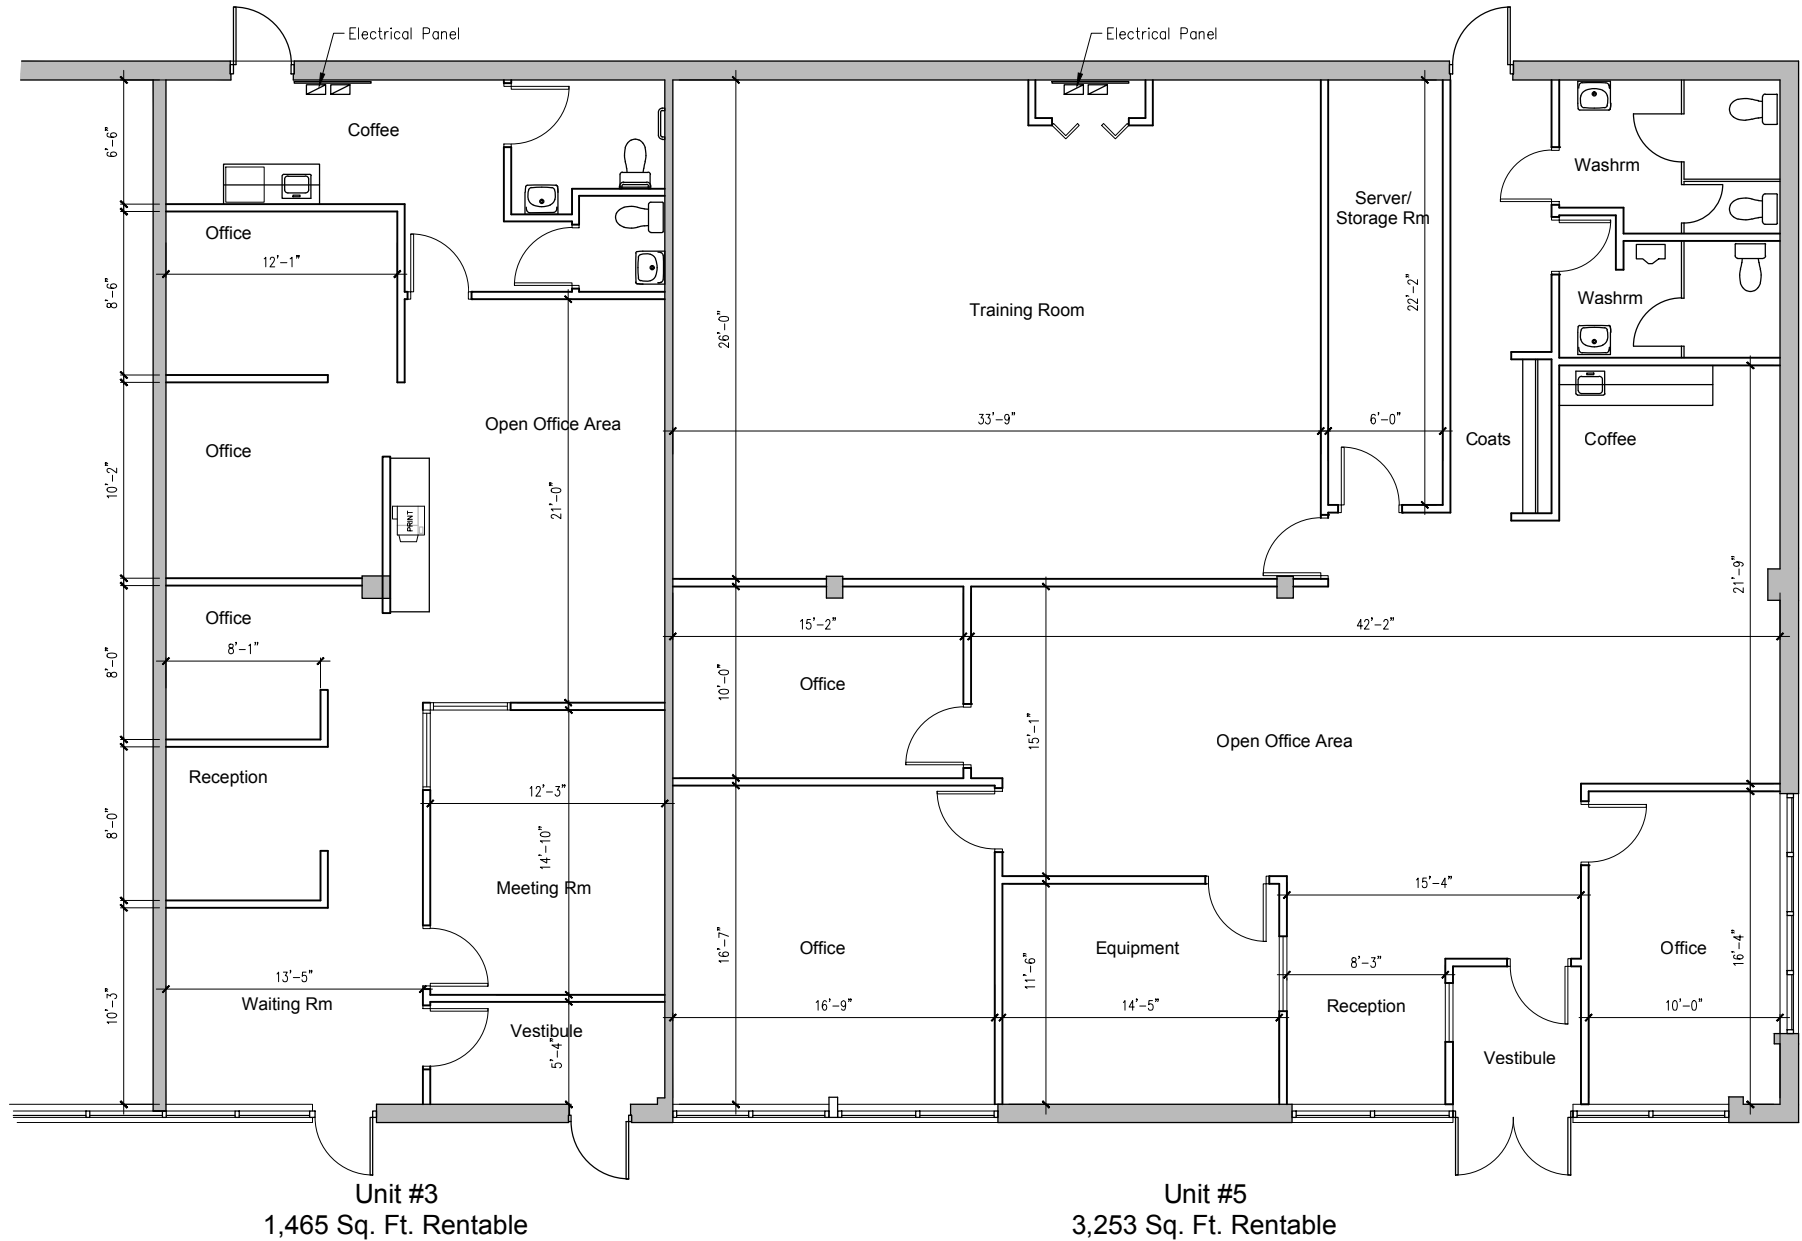 Electrical Panel
Electrical Panel
Coffee
6'-6"
Washrm
Server/
Storage Rm
Office
12'-1"
8'-6"
22'-2"
Washrm
Training Room
26'-0"
Open Office Area
33'-9"
6'-0"
Coats
Coffee
Office
10'-2"
21'-0"
PRINT
21'-9"
Office
8'-1"
8'-0"
15'-2"
42'-2"
Office
10'-0"
15'-1"
Open Office Area
Reception
12'-3"
8'-0"
14'-10"
Meeting Rm
15'-4"
Office
16'-7"
Equipment
11'-6"
8'-3"
Office
16'-4"
13'-5"
Waiting Rm
10'-3"
Vestibule
5'-4"
16'-9"
14'-5"
Reception
10'-0"
Vestibule
Unit #3
1,465 Sq. Ft. Rentable
Unit #5
3,253 Sq. Ft. Rentable